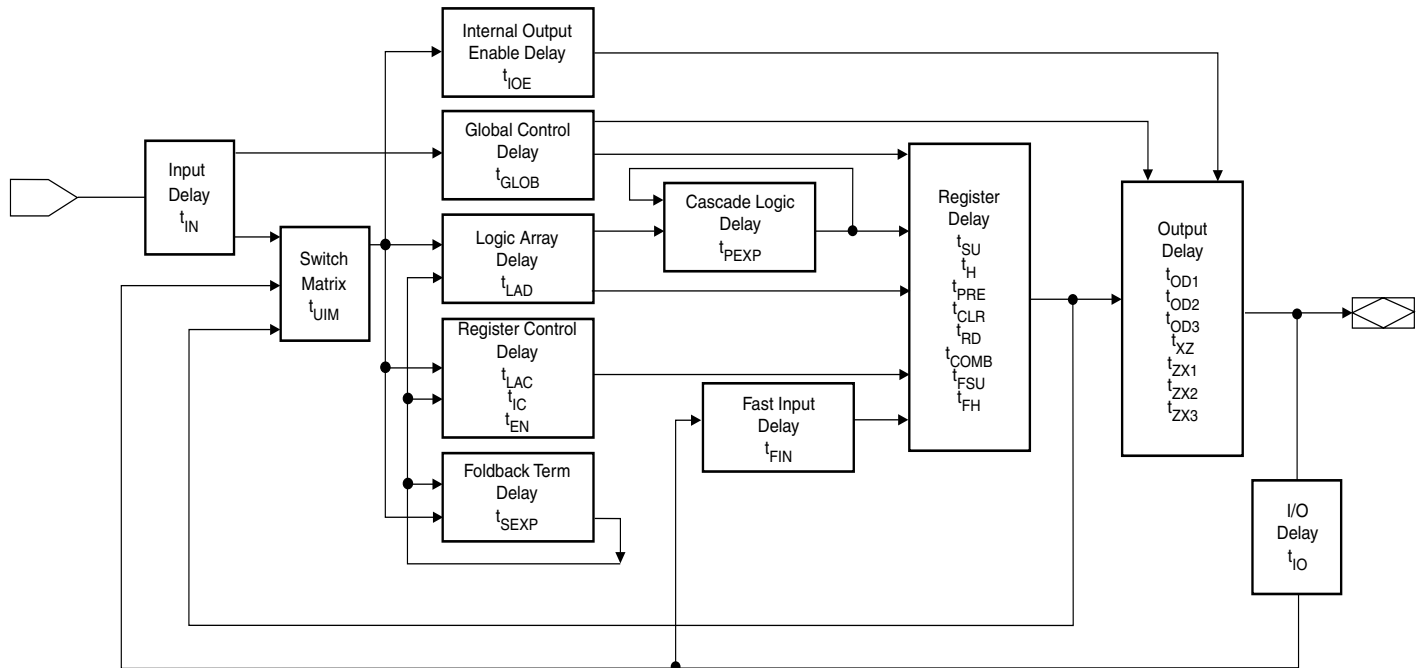 Input
Delay
tIN
Switch
Matrix
tUIM
Internal Output
Enable Delay
tIOE
Global Control
Delay
tGLOB
Logic Array
Delay
tLAD
Register Control
Delay
tLAC
tIC
tEN
Foldback Term
Delay
tSEXP
Cascade Logic
Delay
tPEXP
Fast Input
Delay
tFIN
Register
Delay
tSU
tH
tPRE
tCLR
tRD
tCOMB
tFSU
tFH
Output
Delay
tOD1
tOD2
tOD3
tXZ
tZX1
tZX2
tZX3
I/O
Delay
tIO